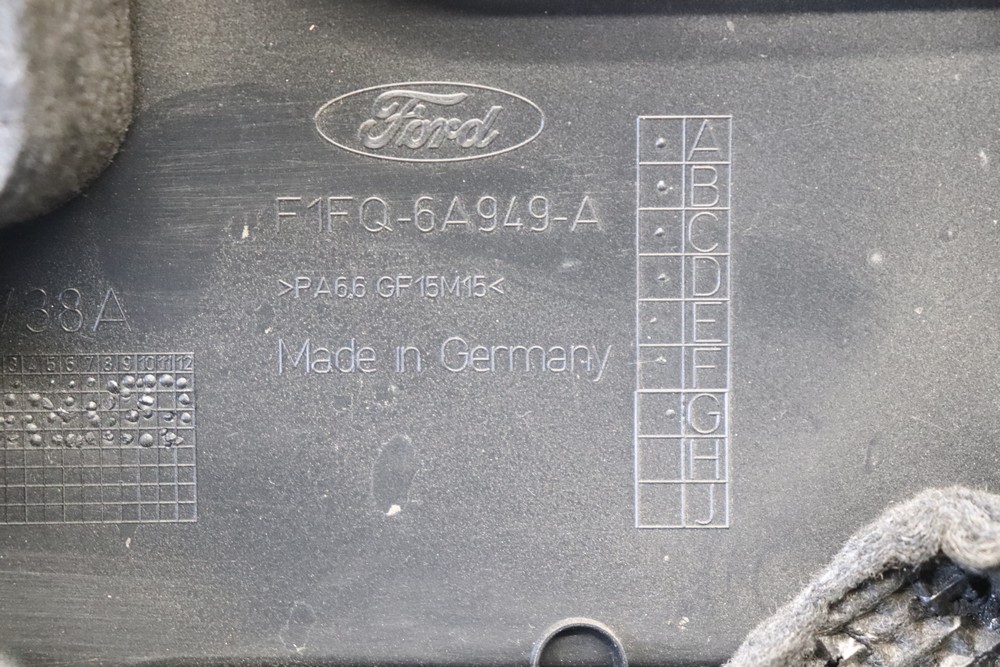 Ford
F1FQ-6A949-A
>PA6.6 GF15M15<
Made in Germany
738A
3 4 5 6 7 8 9 10 11 12
A
B
C
D
E
F
G
H
J